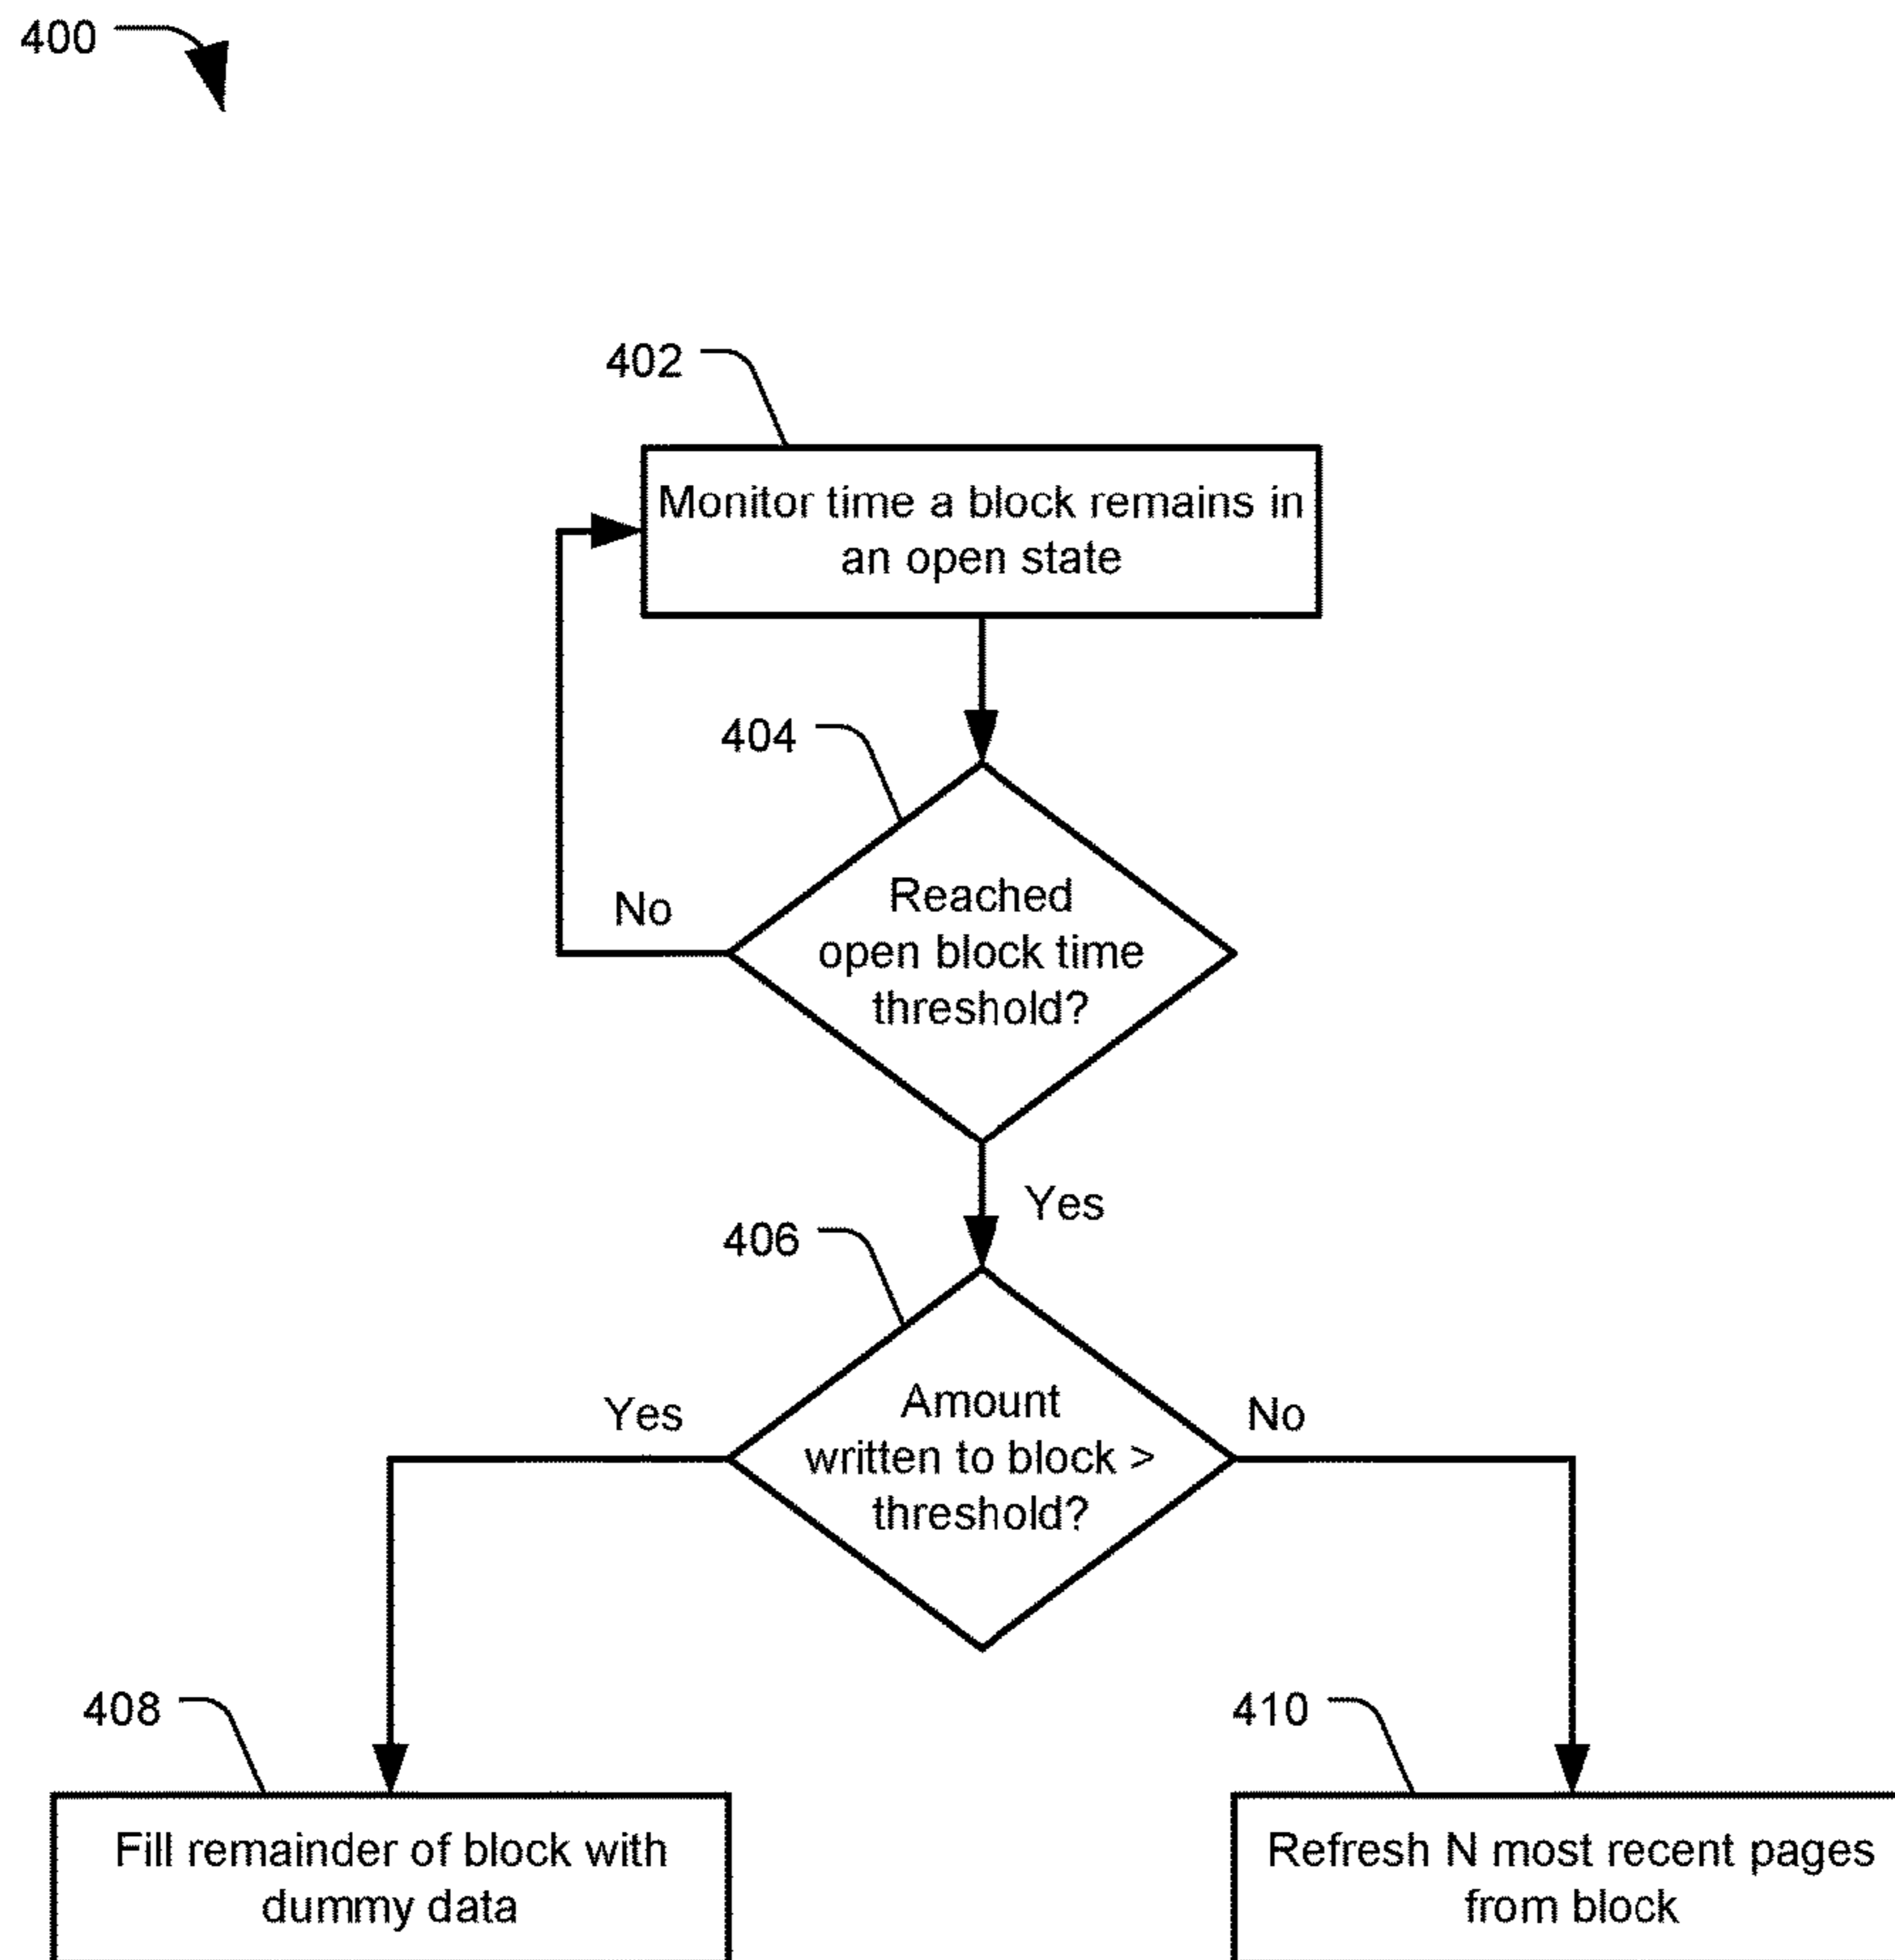 400
402
Monitor time a block remains in
an open state
404
Reached
open block time
threshold?
No
Yes
406
Amount
written to block >
threshold?
Yes
No
408
Fill remainder of block with
dummy data
410
Refresh N most recent pages
from block